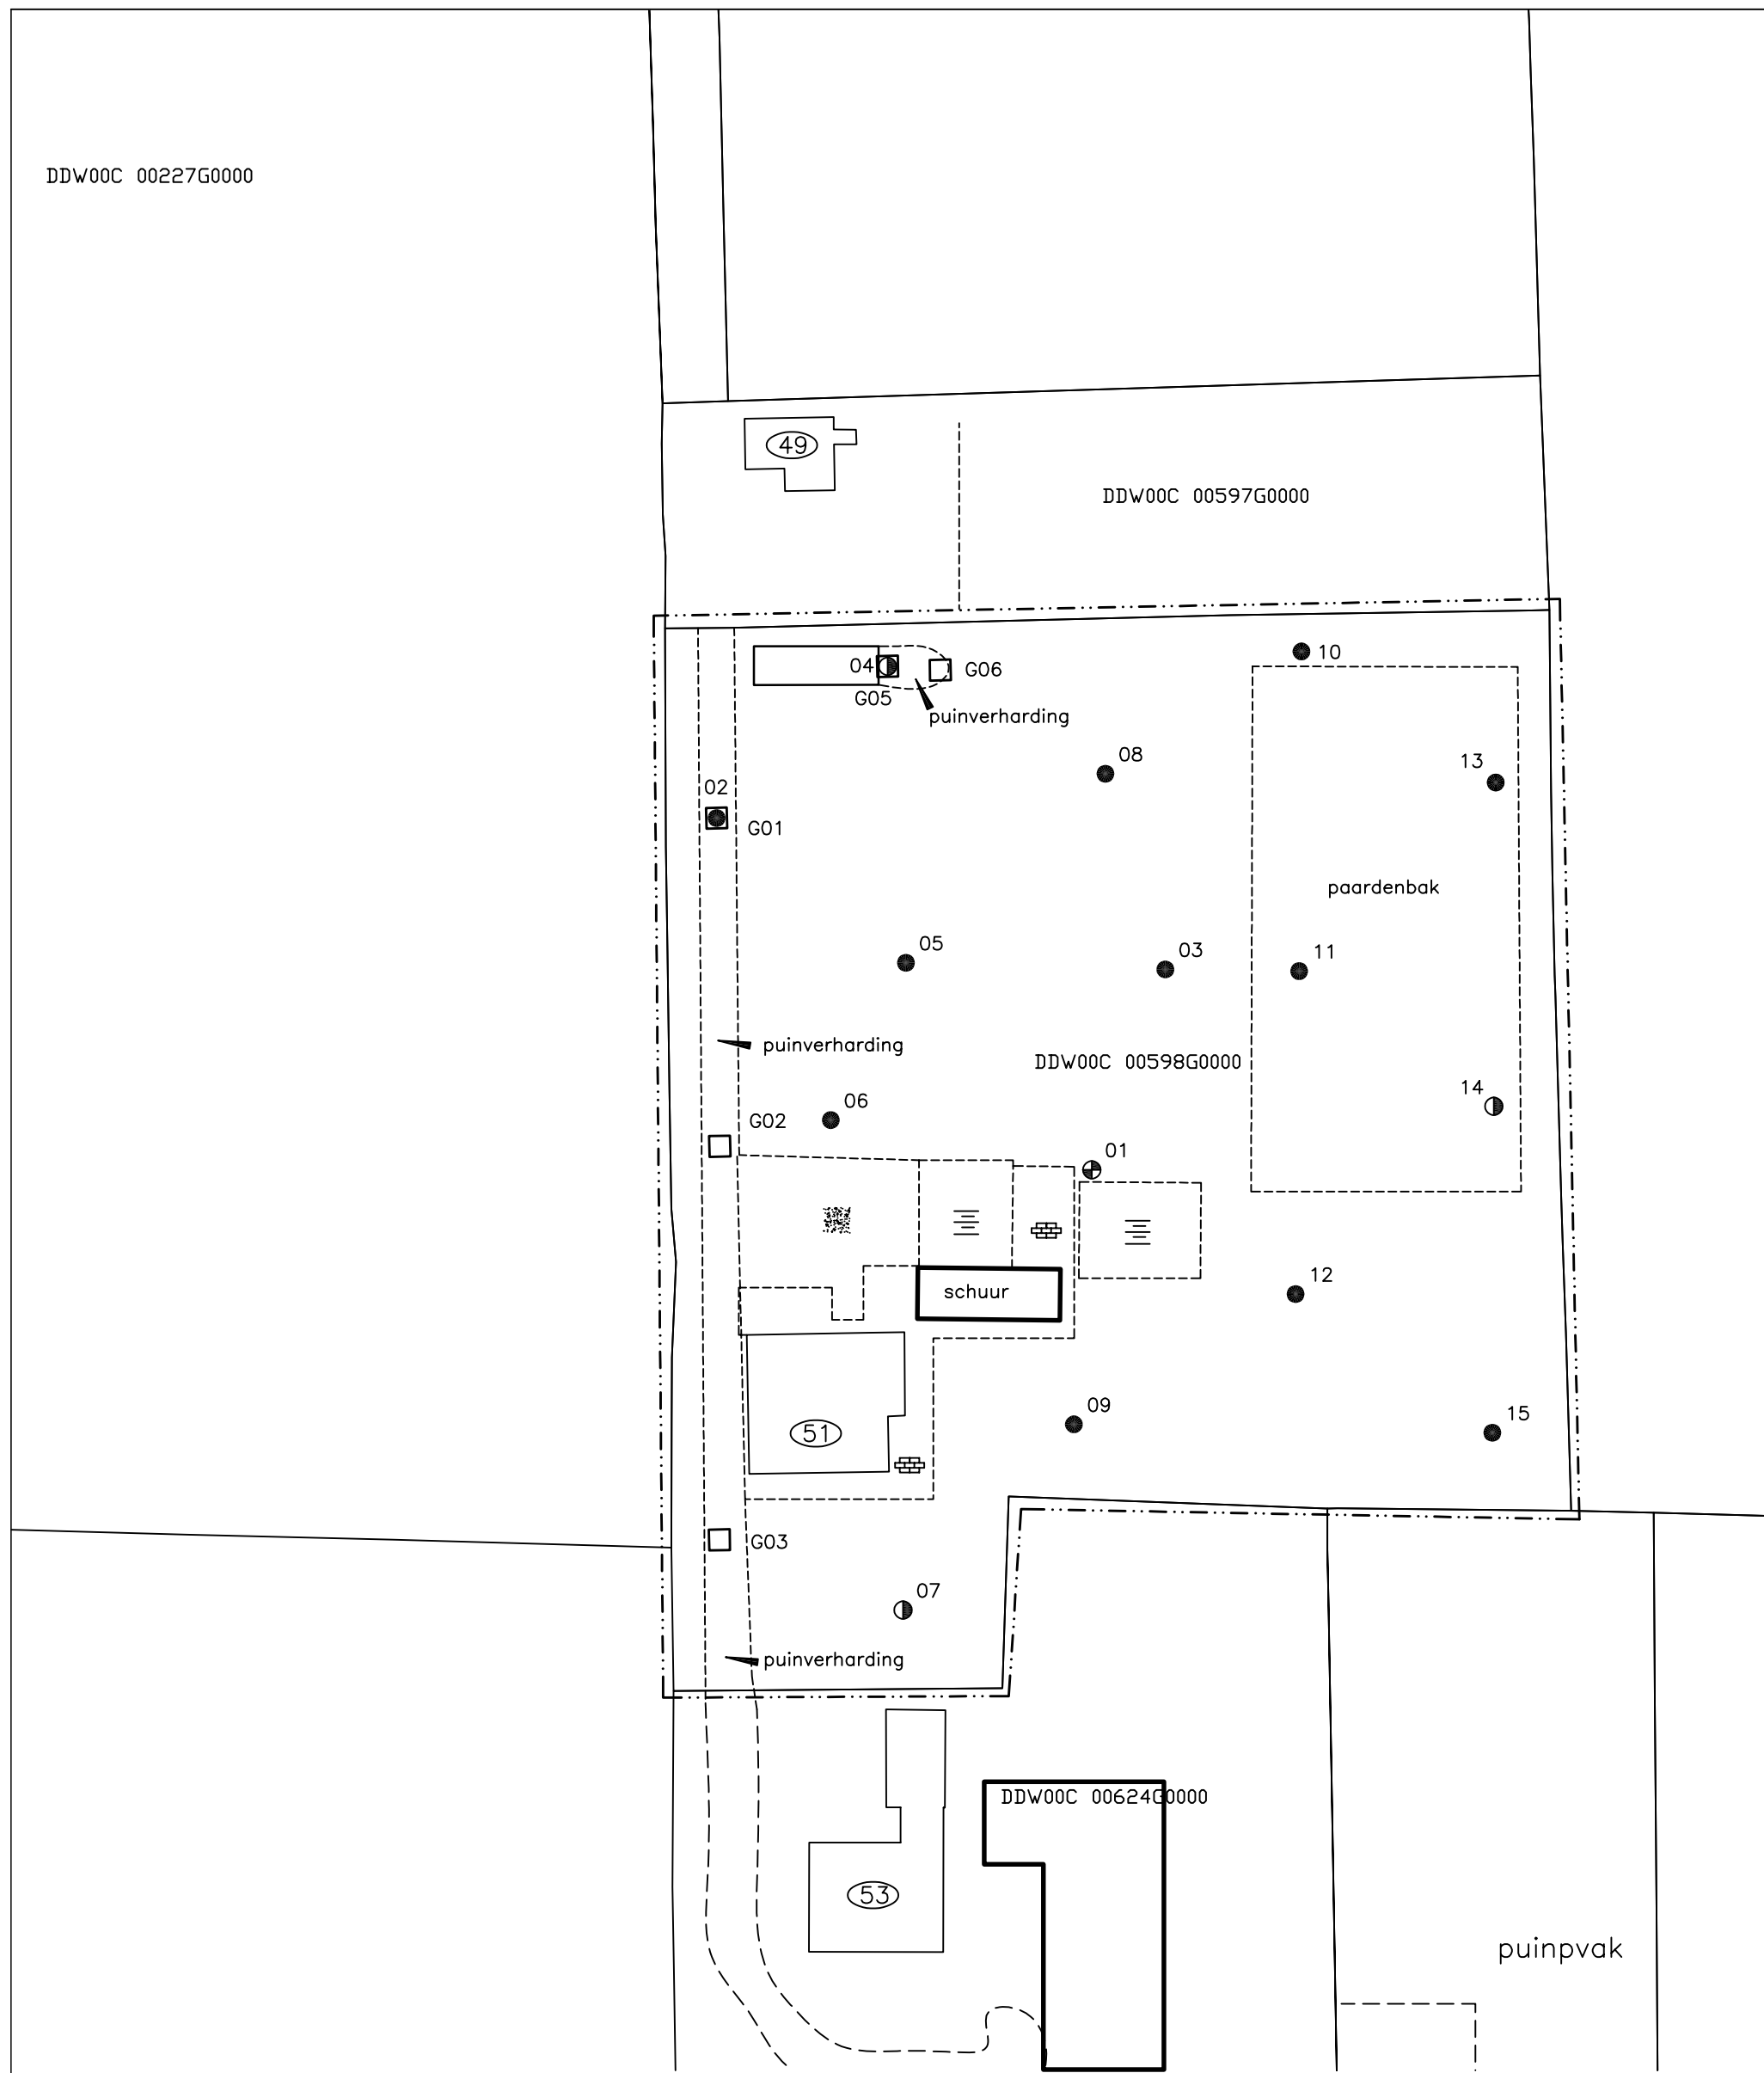 DDW00C 00227G0000
49
DDW00C 00597G0000
10
04
G06
G05
puinverharding
08
13
02
G01
paardenbak
05
03
11
puinverharding
DDW00C 00598G0000
14
06
G02
01
12
schuur
09
15
51
G03
07
puinverharding
DDW00C 00624G0000
53
puinpvak